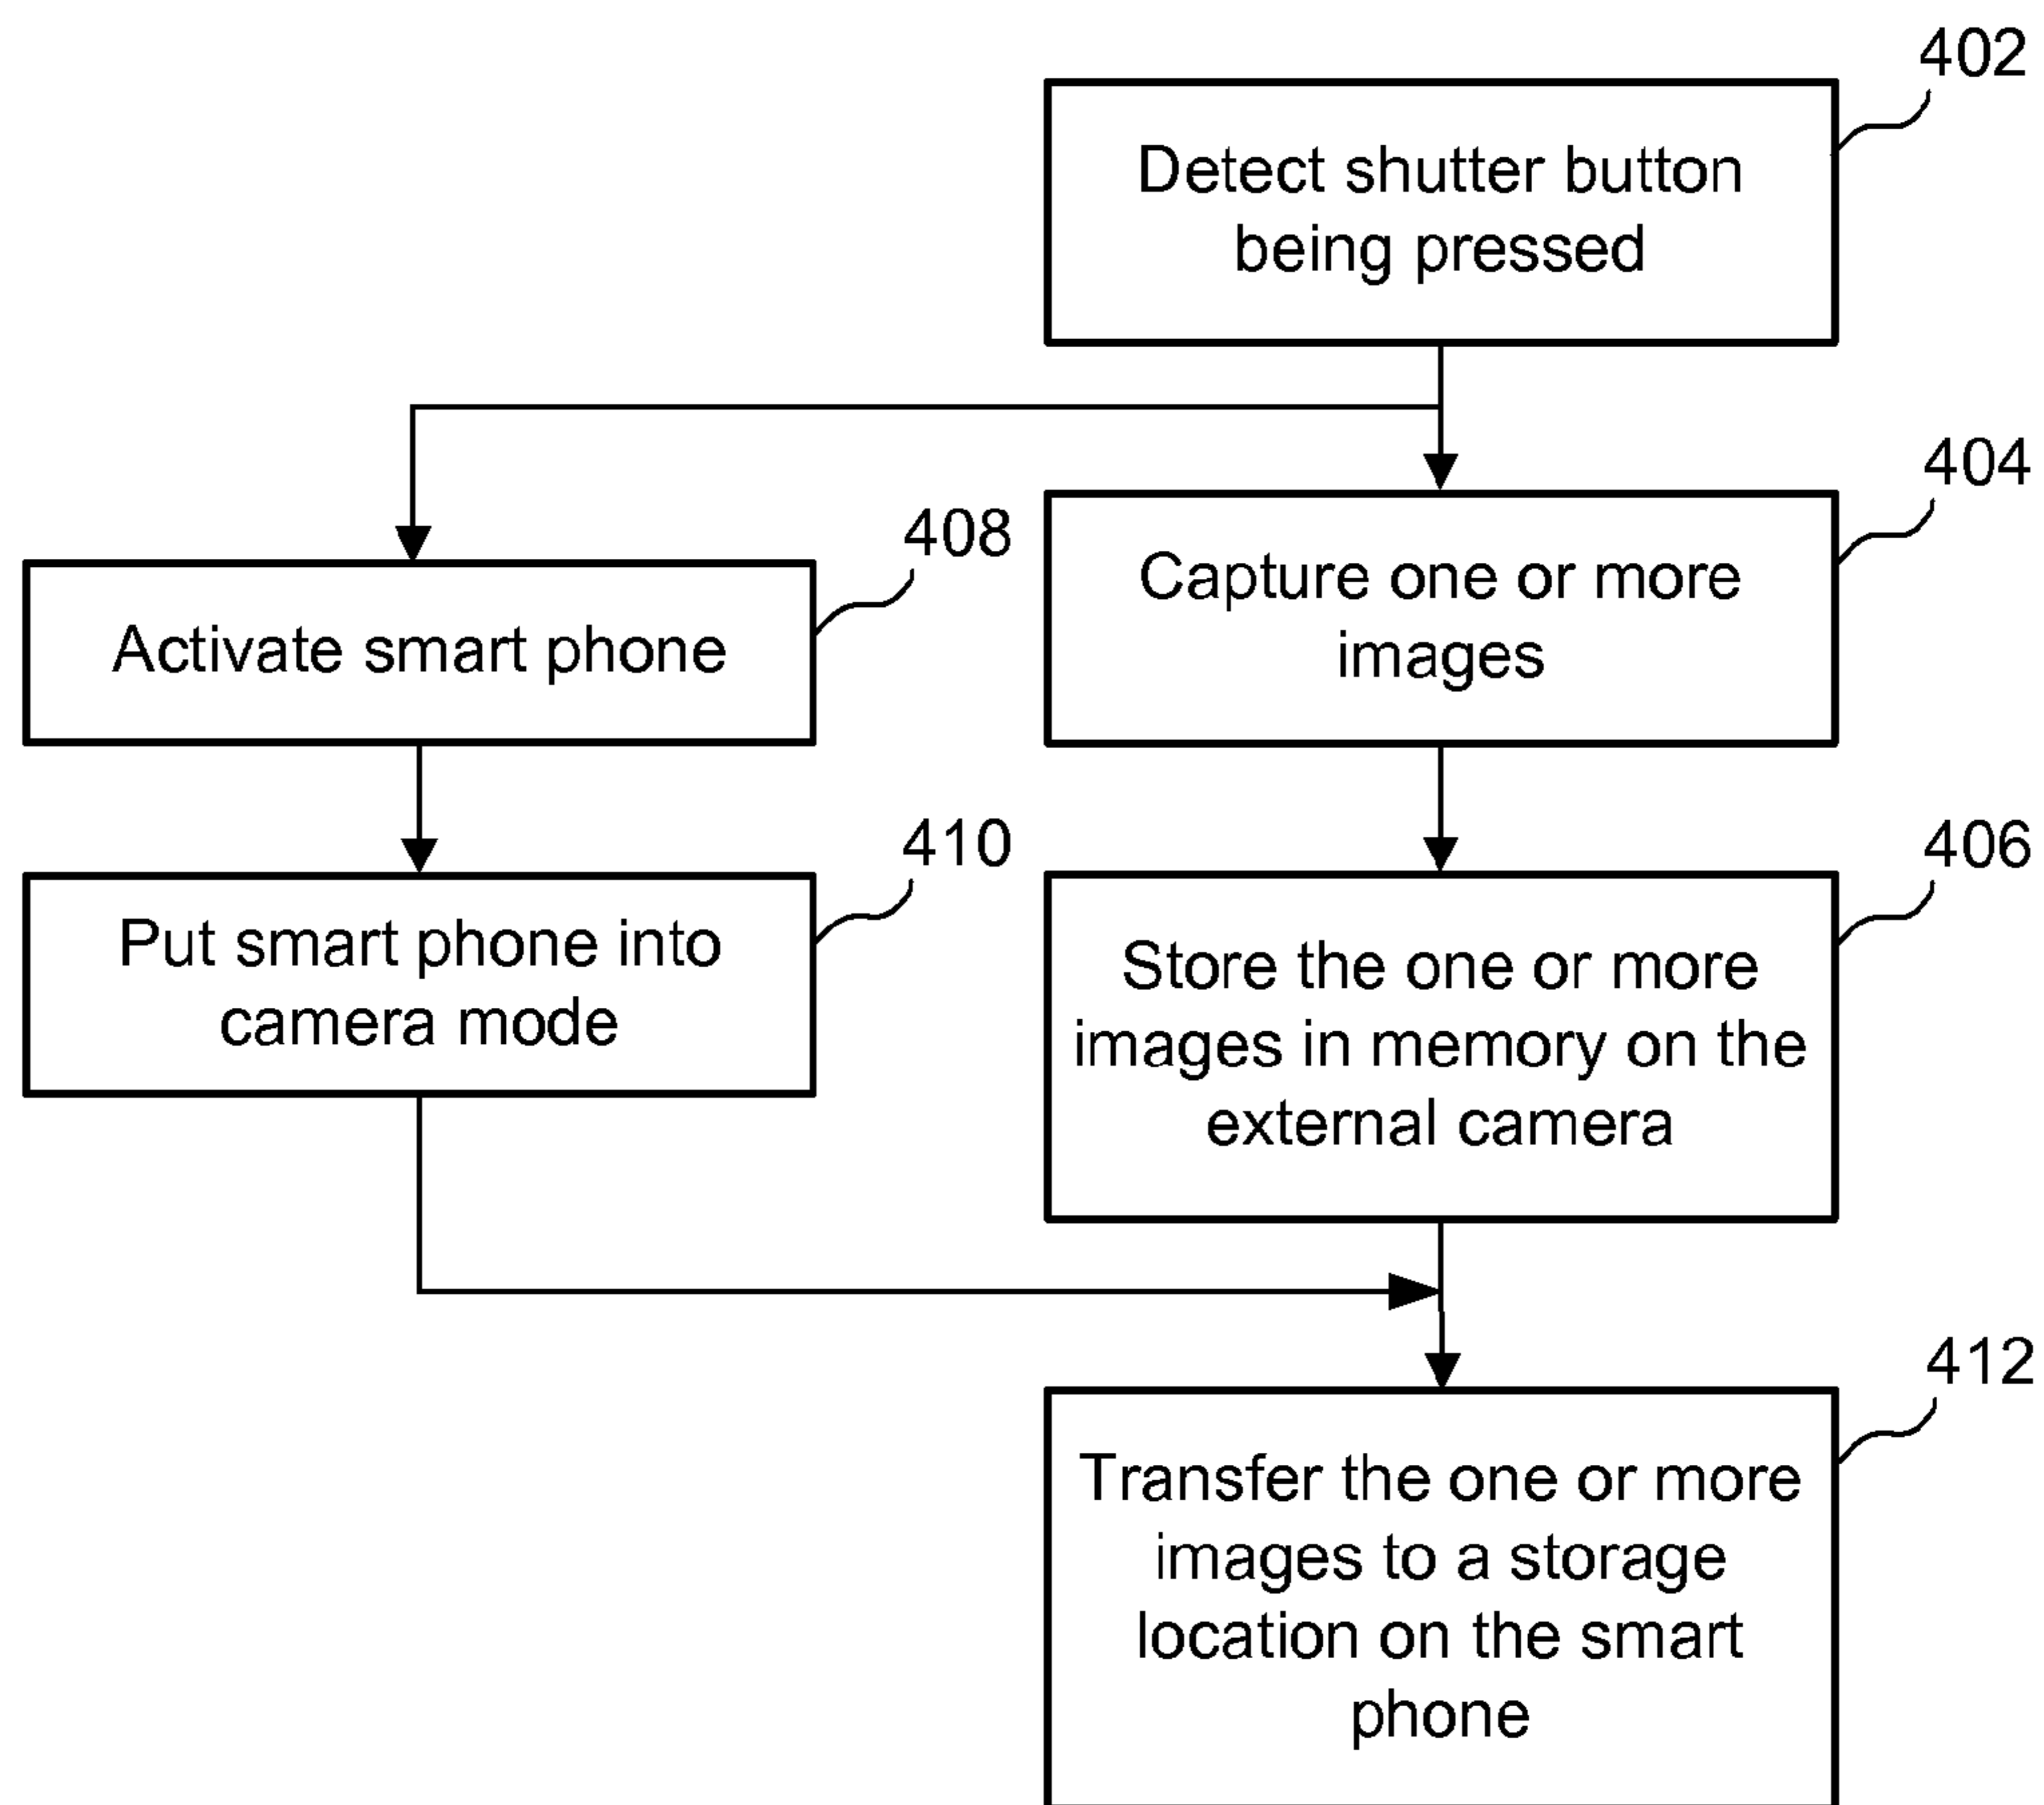 402
Detect shutter button
being pressed
404
Capture one or more
images
408
Activate smart phone
406
Store the one or more
images in memory on the
external camera
410
Put smart phone into
camera mode
412
Transfer the one or more
images to a storage
location on the smart
phone